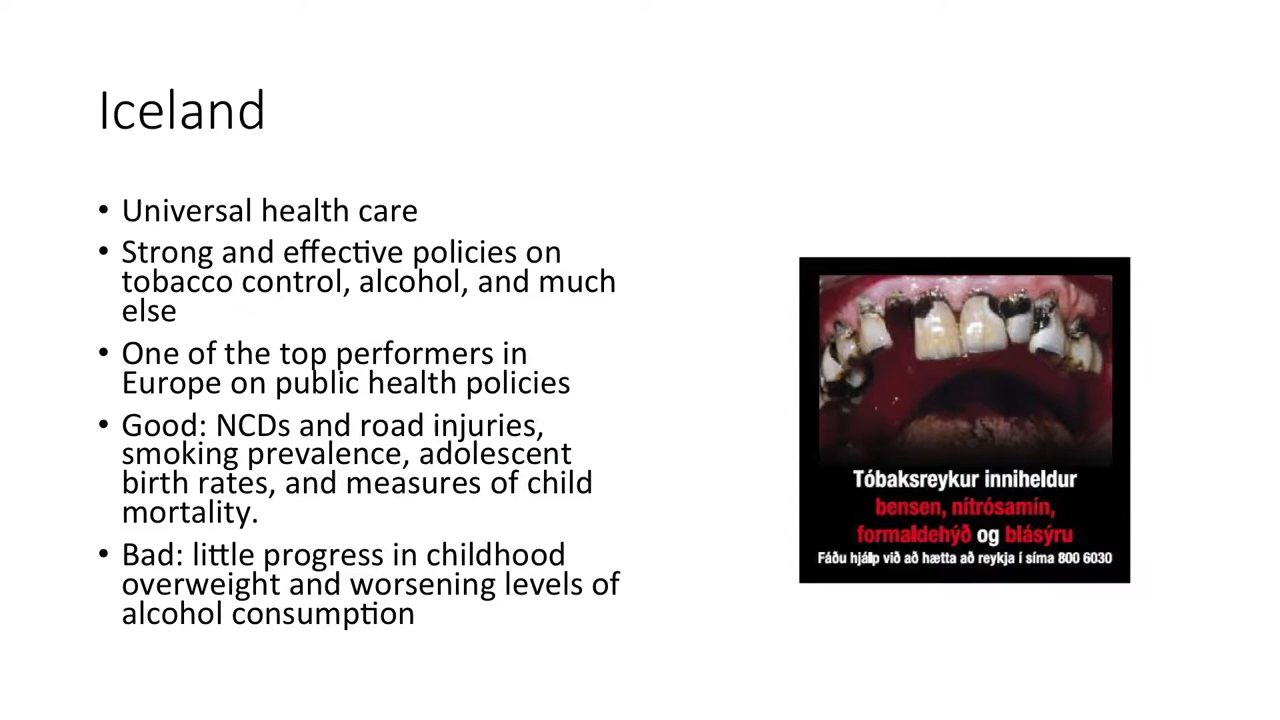 Iceland
• Universal health care
• Strong and effective policies on
tobacco control, alcohol, and much
else
• One of the top performers in
Europe on public health policies
• Good: NCDs and road injuries,
smoking prevalence, adolescent
birth rates, and measures of child
mortality.
• Bad: little progress in childhood
overweight and worsening levels of
alcohol consumption
Tóbaksreykur inniheldur
bensen, nítrósamín,
formaldehýð og blásýru
Fáðu hjálp við að hætta að reykja í síma 800 6030